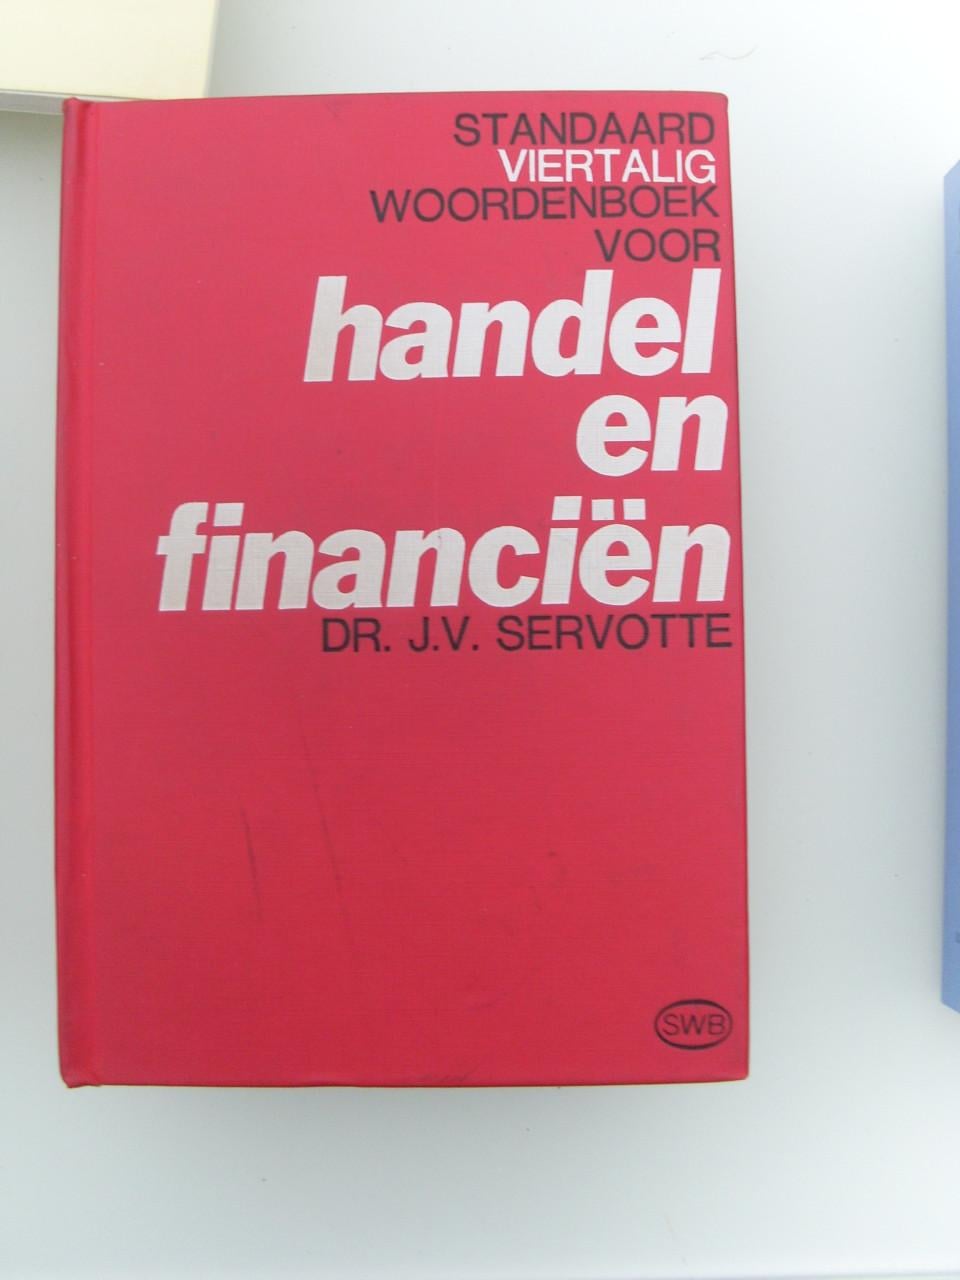 STANDAARD
VIERTALIG
WOORDENBOEK
VOOR
handel
en
financiën
DR. J.V. SERVOTTE
SWB